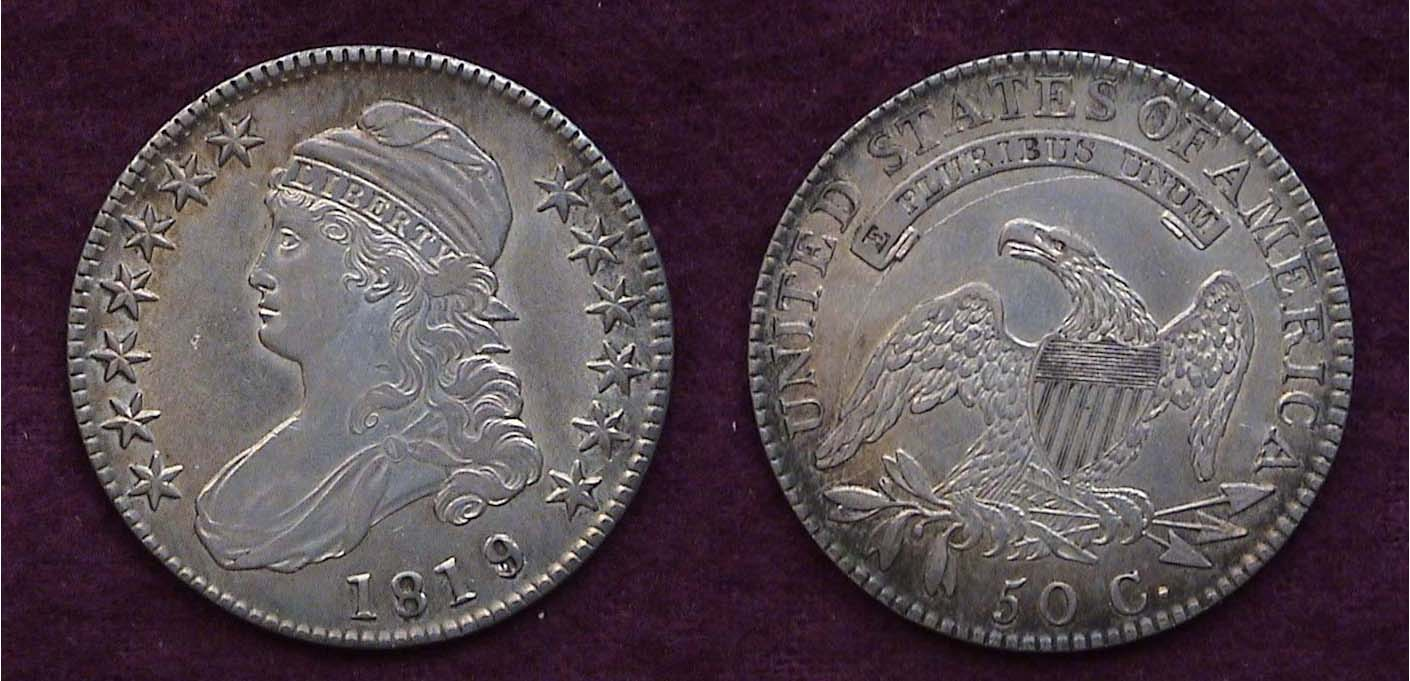 LIBERTY
1819
UNITED STATES OF AMERICA
E PLURIBUS UNUM
50 C.